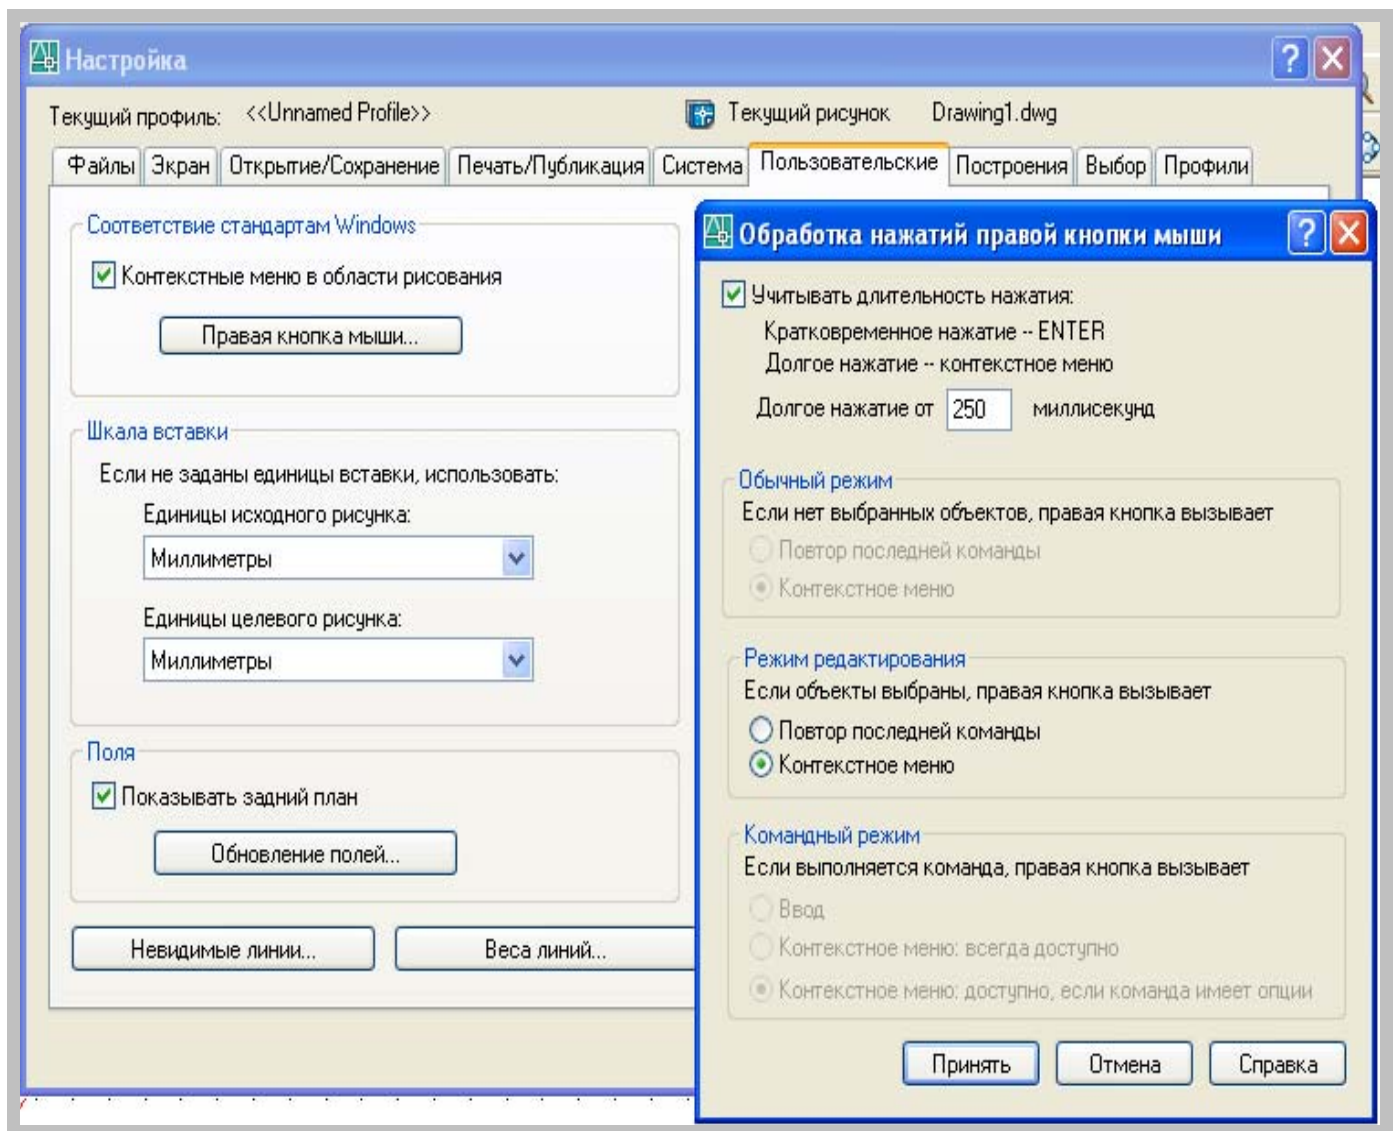 Настройка
Текущий профиль: <<Unnamed Profile>> Текущий рисунок Drawing1.dwg
Файлы Экран Открытие/Сохранение Печать/Публикация Система Пользовательские Построения Выбор Профили
Соответствие стандартам Windows
Контекстные меню в области рисования
Правая кнопка мыши...
Шкала вставки
Если не заданы единицы вставки, использовать:
Единицы исходного рисунка:
Миллиметры
Единицы целевого рисунка:
Миллиметры
Поля
Показывать задний план
Обновление полей...
Невидимые линии... Веса линий...
Обработка нажатий правой кнопки мыши
Учитывать длительность нажатия:
Кратковременное нажатие -- ENTER
Долгое нажатие -- контекстное меню
Долгое нажатие от 250 миллисекунд
Обычный режим
Если нет выбранных объектов, правая кнопка вызывает
Повтор последней команды
Контекстное меню
Режим редактирования
Если объекты выбраны, правая кнопка вызывает
Повтор последней команды
Контекстное меню
Командный режим
Если выполняется команда, правая кнопка вызывает
Ввод
Контекстное меню: всегда доступно
Контекстное меню: доступно, если команда имеет опции
Принять Отмена Справка